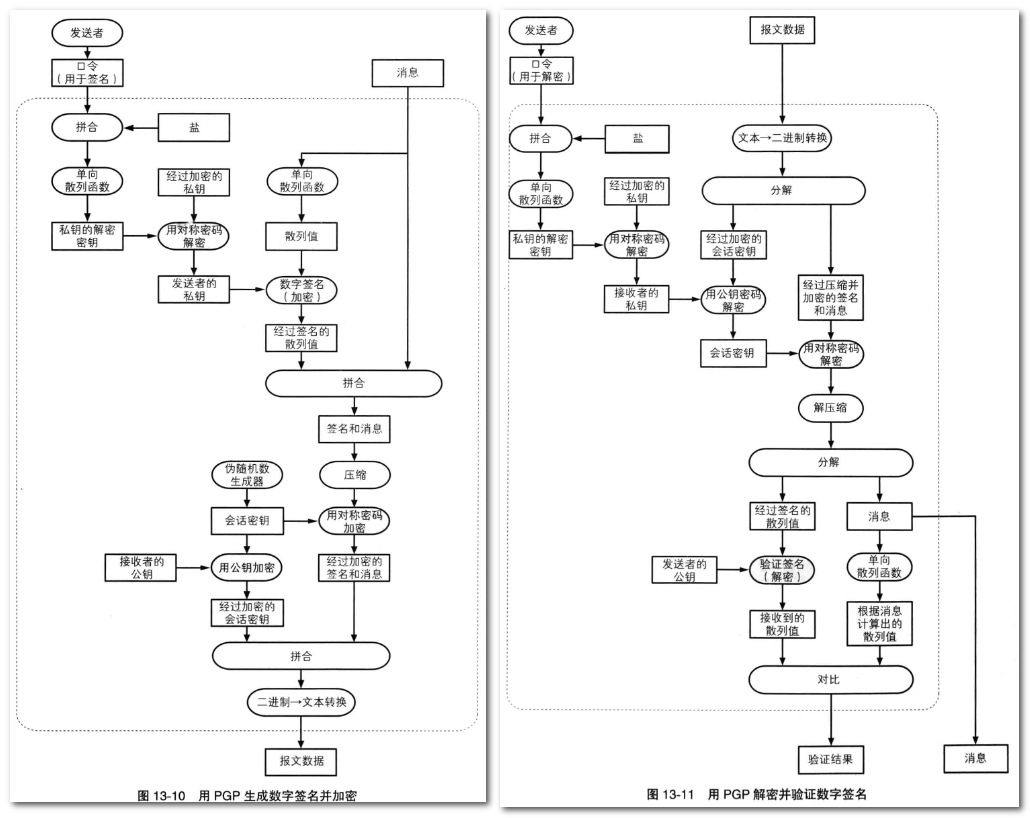 发送者
口令
（用于签名）
消息
拼合
盐
单向
散列函数
经过加密的
私钥
单向
散列函数
私钥的解密
密钥
用对称密码
解密
散列值
发送者的
私钥
数字签名
（加密）
经过签名的
散列值
拼合
签名和消息
伪随机数
生成器
压缩
会话密钥
用对称密码
加密
接收者的
公钥
用公钥加密
经过加密的
签名和消息
经过加密的
会话密钥
拼合
二进制→文本转换
报文数据
图 13-10 用 PGP 生成数字签名并加密
发送者
口令
（用于解密）
报文数据
拼合
盐
文本→二进制转换
单向
散列函数
经过加密的
私钥
分解
私钥的解密
密钥
用对称密码
解密
经过加密的
会话密钥
接收者的
私钥
用公钥密码
解密
经过压缩并
加密的签名
和消息
会话密钥
用对称密码
解密
解压缩
分解
经过签名的
散列值
消息
发送者的
公钥
验证签名
（解密）
单向
散列函数
接收到的
散列值
根据消息
计算出的
散列值
对比
验证结果
消息
图 13-11 用 PGP 解密并验证数字签名